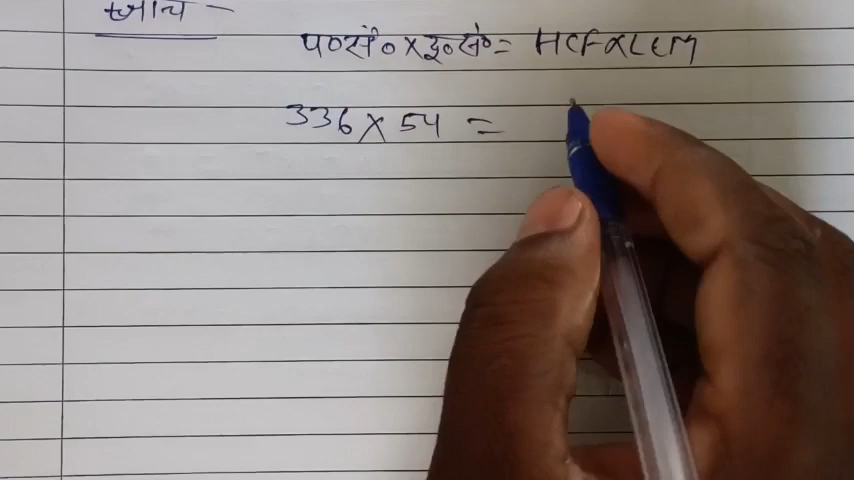 जांच -
प०सं० × दू०सं० = HCF × LCM
336 × 54 =